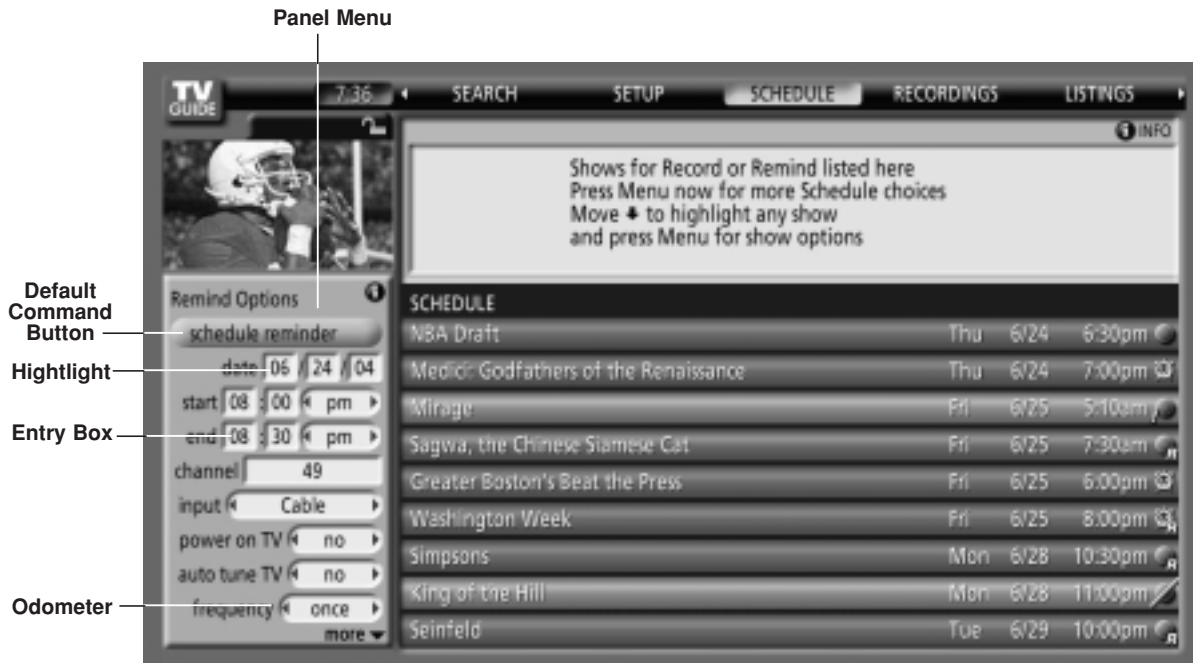 Panel Menu
TV
GUIDE
7:36
SEARCH SETUP SCHEDULE RECORDINGS LISTINGS
INFO
Shows for Record or Remind listed here
Press Menu now for more Schedule choices
Move to highlight any show
and press Menu for show options
Default
Command
Button
Hightlight
Entry Box
Odometer
Remind Options
schedule reminder
date 06 / 24 / 04
start 08 : 00 pm
end 08 : 30 pm
channel 49
input Cable
power on TV no
auto tune TV no
frequency once
more
SCHEDULE
NBA Draft Thu 6/24 6:30pm
Medici: Godfathers of the Renaissance Thu 6/24 7:00pm
Mirage Fri 6/25 5:10am
Sagwa, the Chinese Siamese Cat Fri 6/25 7:30am R
Greater Boston's Beat the Press Fri 6/25 6:00pm
Washington Week Fri 6/25 8:00pm R
Simpsons Mon 6/28 10:30pm R
King of the Hill Mon 6/28 11:00pm
Seinfeld Tue 6/29 10:00pm R